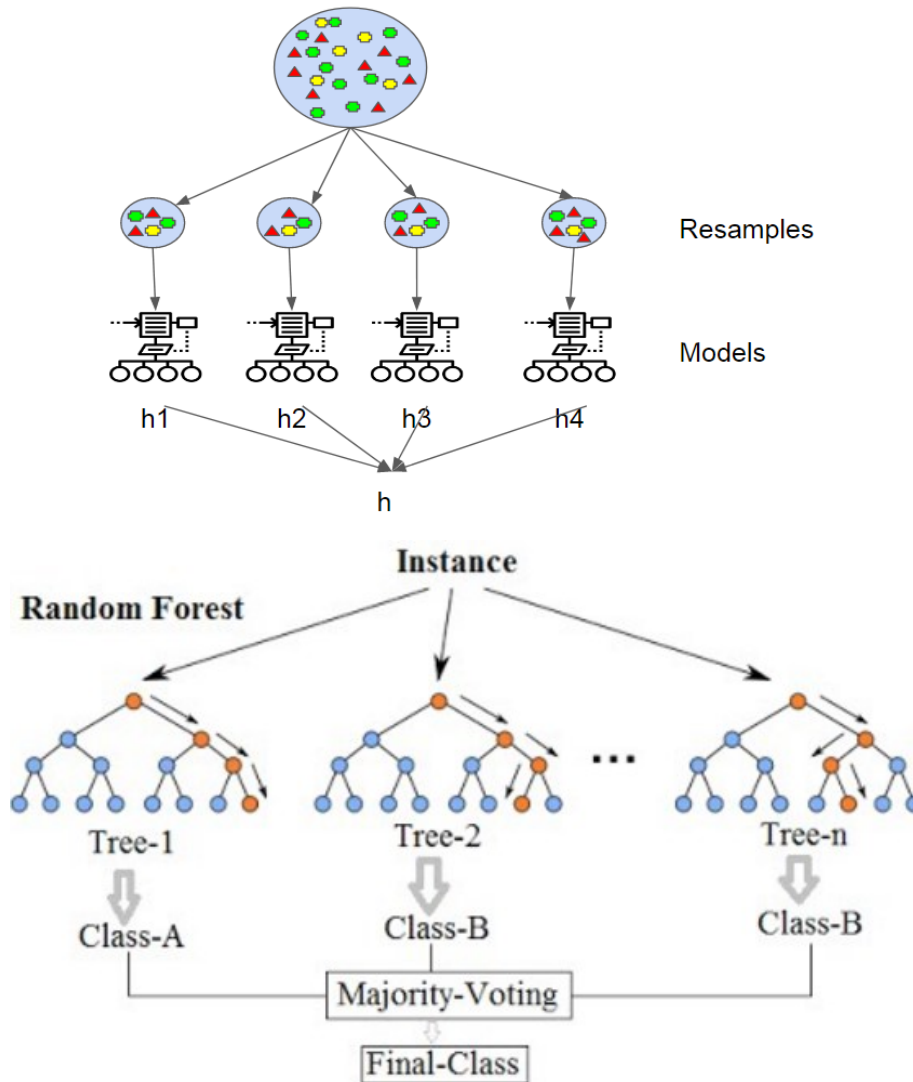 Resamples
Models
h1 h2 h3 h4
h
Instance
Random Forest
...
Tree-1 Tree-2 Tree-n
Class-A Class-B Class-B
Majority-Voting
Final-Class